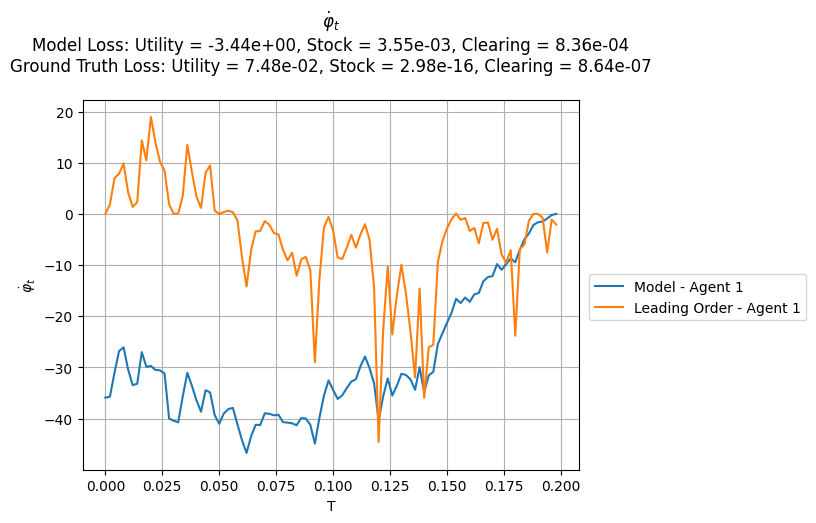 φ̇ₜ
Model Loss: Utility = -3.44e+00, Stock = 3.55e-03, Clearing = 8.36e-04
Ground Truth Loss: Utility = 7.48e-02, Stock = 2.98e-16, Clearing = 8.64e-07
20
10
0
−10
−20
−30
−40
φ̇ₜ
0.000 0.025 0.050 0.075 0.100 0.125 0.150 0.175 0.200
T
Model - Agent 1
Leading Order - Agent 1